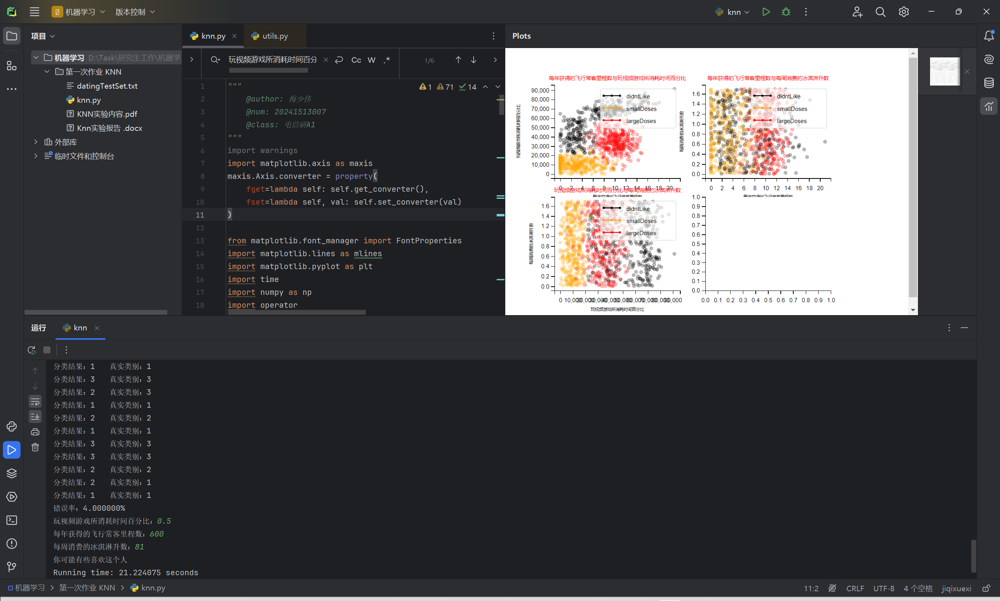 机器学习
版本控制
knn
项目
knn.py
utils.py
Plots
机器学习 D:\Task\研究生工作\机器学
第一次作业 KNN
datingTestSet.txt
knn.py
KNN实验内容.pdf
Knn实验报告 .docx
外部库
临时文件和控制台
玩视频游戏所消耗时间百分
Cc W .*
1/6
1 71 14
1 """
2 @author: 梅少伟
3 @num: 20241513007
4 @class: 电信研A1
5 """
6 import warnings
7 import matplotlib.axis as maxis
8 maxis.Axis.converter = property(
9 fget=lambda self: self.get_converter(),
10 fset=lambda self, val: self.set_converter(val)
11 )
12
13 from matplotlib.font_manager import FontProperties
14 import matplotlib.lines as mlines
15 import matplotlib.pyplot as plt
16 import time
17 import numpy as np
18 import operator
每年获得的飞行常客里程数与玩视频游戏所消耗时间百分比
玩视频游戏所消耗时间百分比
90,000
80,000
70,000
60,000
50,000
40,000
30,000
20,000
10,000
0
didntLike
smallDoses
largeDoses
0 2 4 6 8 10 12 14 16 18 20
每年获得的飞行常客里程数
每年获得的飞行常客里程数与每周消费的冰淇淋升数
每周消费的冰淇淋升数
1.6
1.4
1.2
1.0
0.8
0.6
0.4
0.2
0.0
didntLike
smallDoses
largeDoses
0 2 4 6 8 10 12 14 16 18 20
每年获得的飞行常客里程数
玩视频游戏所消耗时间百分比与每周消费的冰淇淋升数
每周消费的冰淇淋升数
1.6
1.4
1.2
1.0
0.8
0.6
0.4
0.2
0.0
didntLike
smallDoses
largeDoses
0 10,000 20,000 30,000 40,000 50,000 60,000 70,000 80,000 90,000
玩视频游戏所消耗时间百分比
1.0
0.9
0.8
0.7
0.6
0.5
0.4
0.3
0.2
0.1
0.0
0.0 0.1 0.2 0.3 0.4 0.5 0.6 0.7 0.8 0.9 1.0
运行
knn
分类结果：1 真实类别：1
分类结果：3 真实类别：3
分类结果：2 真实类别：3
分类结果：1 真实类别：1
分类结果：2 真实类别：2
分类结果：1 真实类别：1
分类结果：3 真实类别：3
分类结果：3 真实类别：3
分类结果：2 真实类别：2
分类结果：2 真实类别：1
分类结果：1 真实类别：1
错误率：4.000000%
玩视频游戏所消耗时间百分比：0.5
每年获得的飞行常客里程数：600
每周消费的冰淇淋升数：81
你可能有些喜欢这个人
Running time: 21.224075 seconds
机器学习 > 第一次作业 KNN > knn.py
11:2 CRLF UTF-8 4 个空格 jiqixuexi